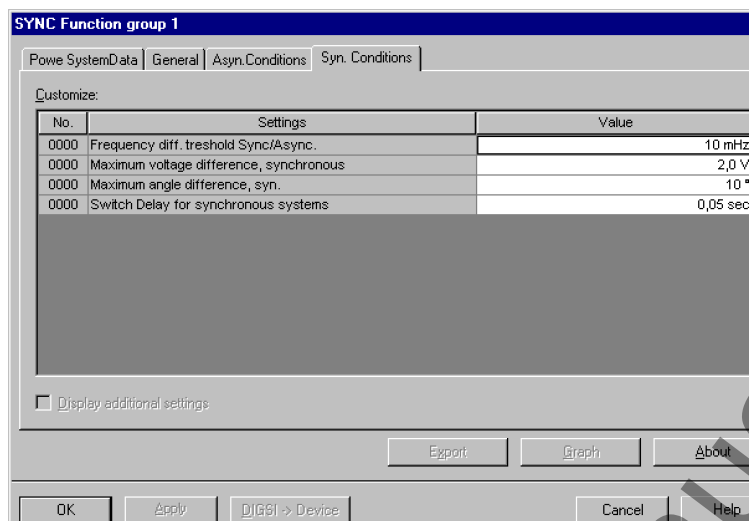 SYNC Function group 1
Powe SystemData General Asyn.Conditions Syn. Conditions
Customize:
No. Settings Value
0000 Frequency diff. treshold Sync/Async. 10 mHz
0000 Maximum voltage difference, synchronous 2,0 V
0000 Maximum angle difference, syn. 10 °
0000 Switch Delay for synchronous systems 0,05 sec
Display additional settings
Export Graph About
OK Apply DIGSI -> Device Cancel Help